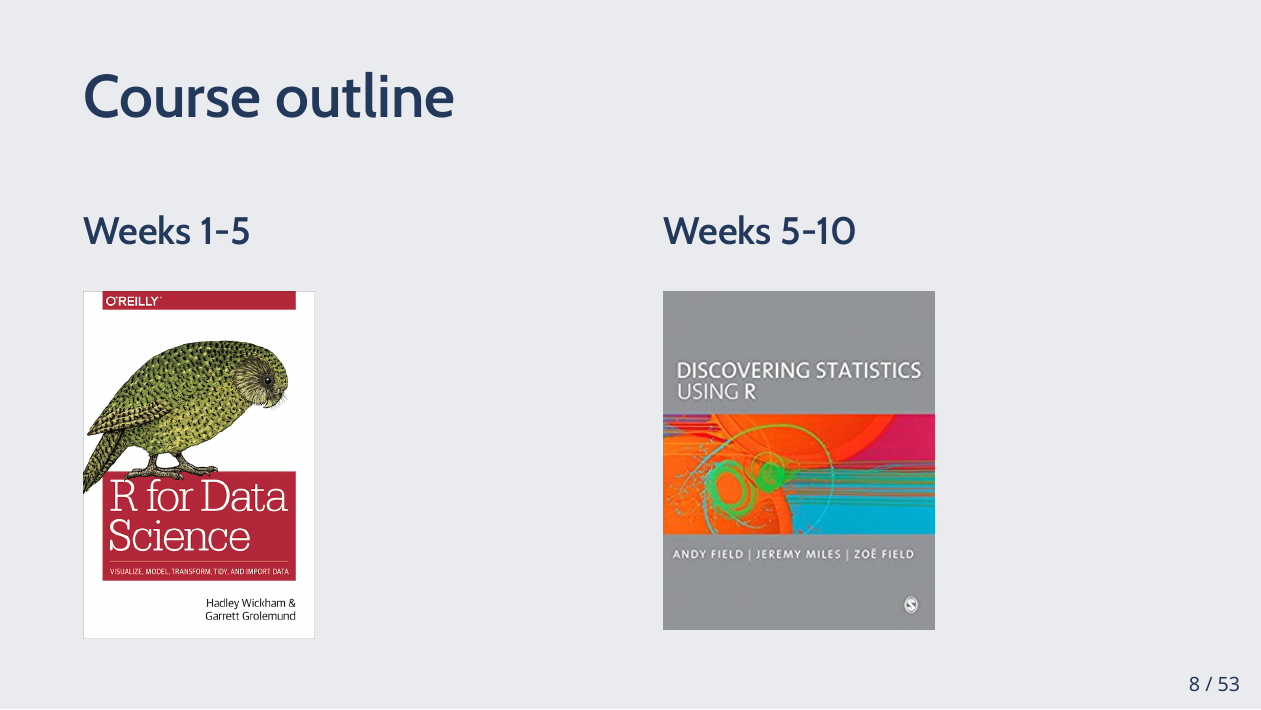 Course outline
Weeks 1-5
O'REILLY®
R for Data
Science
VISUALIZE, MODEL, TRANSFORM, TIDY, AND IMPORT DATA
Hadley Wickham &
Garrett Grolemund
Weeks 5-10
DISCOVERING STATISTICS
USING R
ANDY FIELD | JEREMY MILES | ZOË FIELD
S
8 / 53